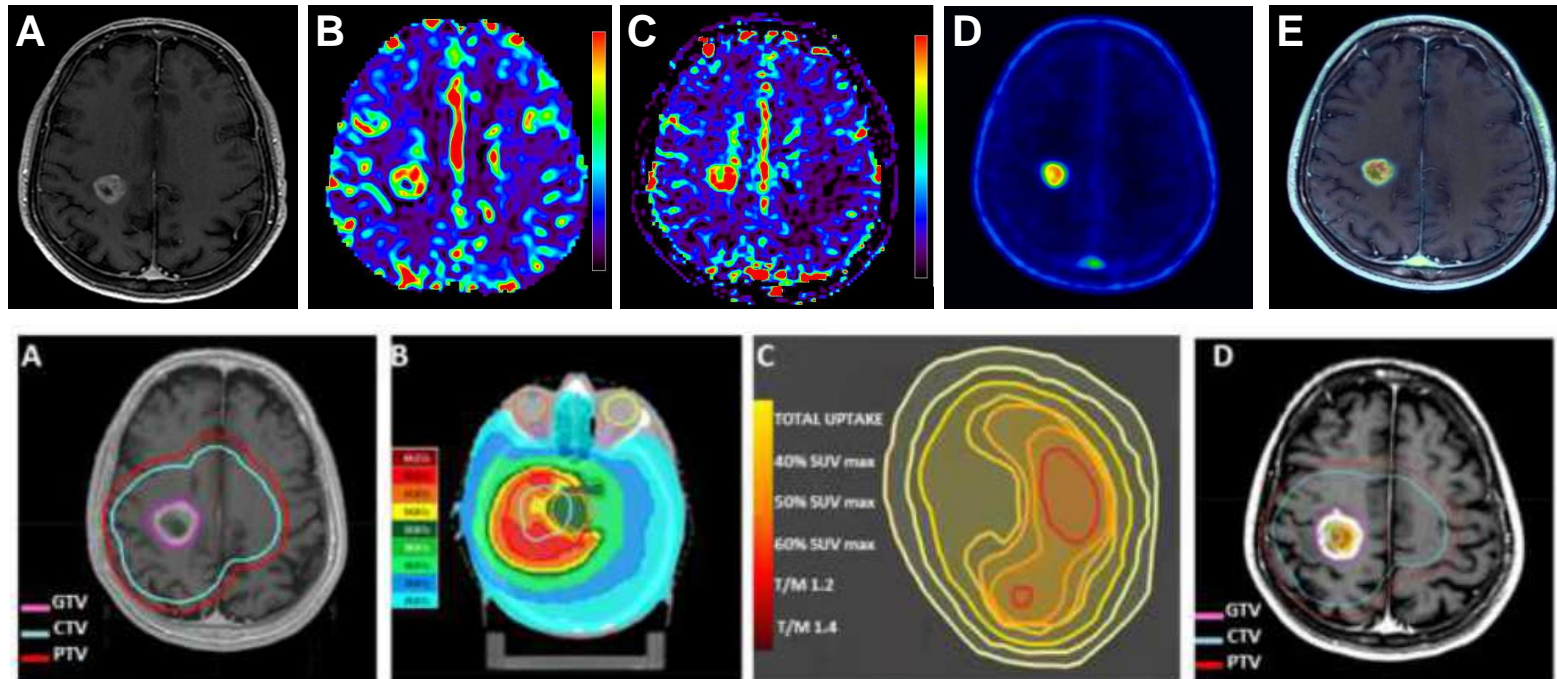 A
B
C
D
E
A
GTV
CTV
PTV
B
C
TOTAL UPTAKE
40% SUV max
50% SUV max
60% SUV max
T/M 1.2
T/M 1.4
D
GTV
CTV
PTV